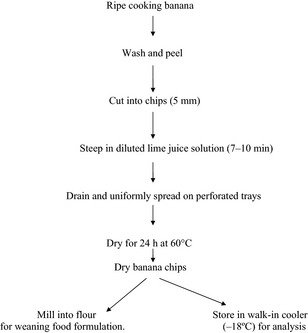 Ripe cooking banana
Wash and peel
Cut into chips (5 mm)
Steep in diluted lime juice solution (7–10 min)
Drain and uniformly spread on perforated trays
Dry for 24 h at 60°C
Dry banana chips
Mill into flour
for weaning food formulation.
Store in walk-in cooler
(–18ºC) for analysis